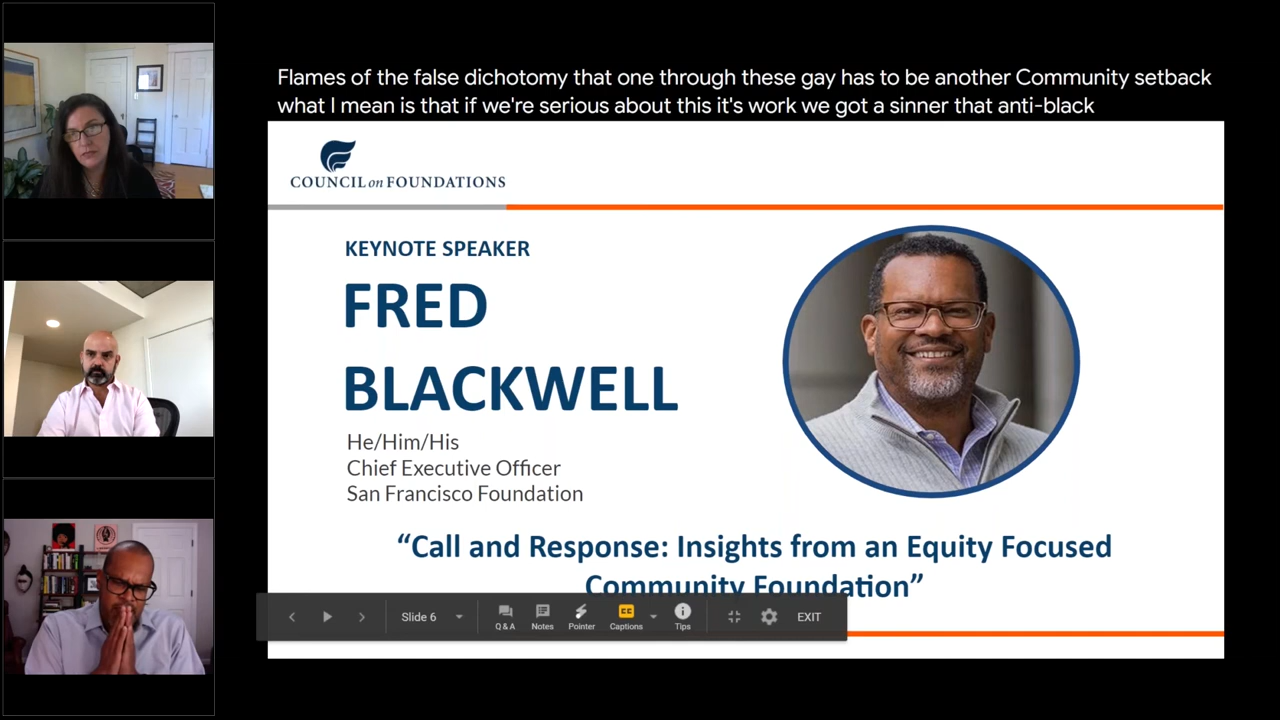 Flames of the false dichotomy that one through these gay has to be another Community setback
what I mean is that if we're serious about this it's work we got a sinner that anti-black
COUNCIL on FOUNDATIONS
KEYNOTE SPEAKER
FRED
BLACKWELL
He/Him/His
Chief Executive Officer
San Francisco Foundation
“Call and Response: Insights from an Equity Focused
Community Foundation”
Slide 6
Q & A
Notes
Pointer
Captions
Tips
EXIT